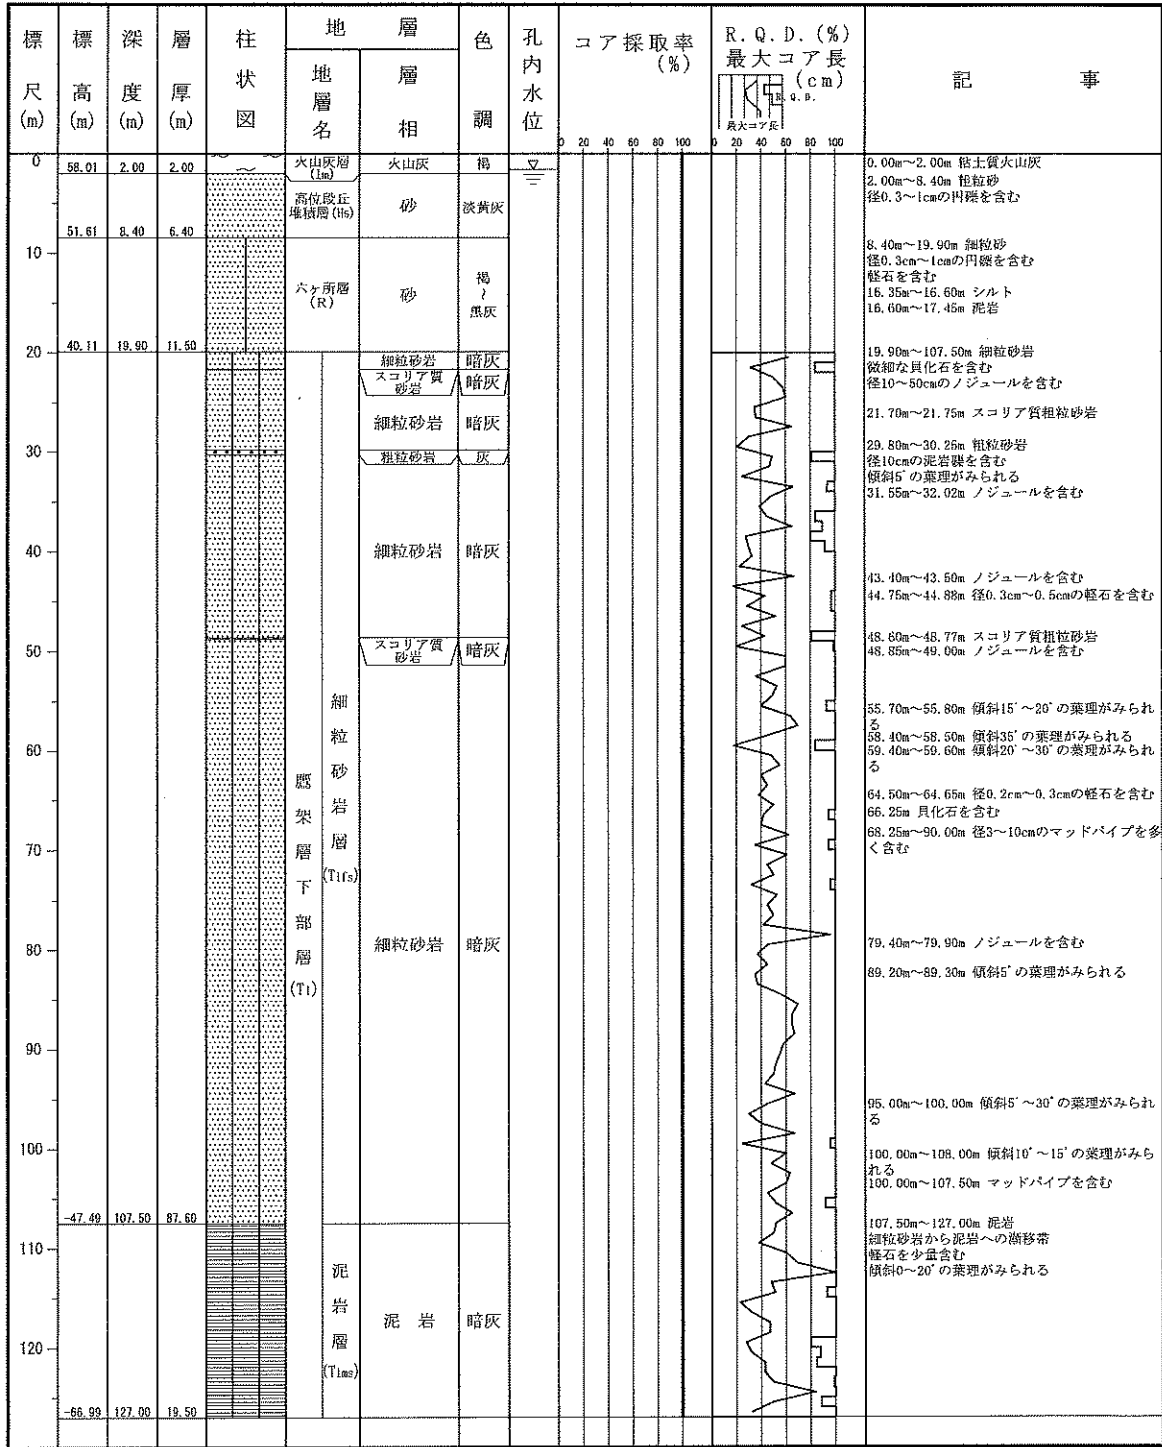 標尺(m)
標高(m)
深度(m)
層厚(m)
柱状図
地層
地層名
層相
色調
孔内水位
コア採取率
(%)
R.Q.D.(%)
最大コア長
(cm)
R.Q.D.
最大コア長
記事
0 20 40 60 80 100
0 20 40 60 80 100
0
58.01 2.00 2.00
火山灰層
(lm)
火山灰
褐
高位段丘
堆積層(Hs)
砂
淡黄灰
51.61 8.40 6.40
10
六ヶ所層
(R)
砂
褐
~
黒灰
40.11 19.90 11.50
20
細粒砂岩 暗灰
スコリア質
砂岩
暗灰
細粒砂岩 暗灰
30
粗粒砂岩 灰
細粒砂岩 暗灰
40
スコリア質
砂岩
暗灰
50
60
70
80
90
100
鷹架層下部層(Tl)
細粒砂岩層(Tlfs)
細粒砂岩 暗灰
-47.49 107.50 87.60
110
120
泥岩層(Tlms)
泥岩 暗灰
-66.99 127.00 19.50
0.00m~2.00m 粘土質火山灰
2.00m~8.40m 粗粒砂
径0.3~1cmの円礫を含む
8.40m~19.90m 細粒砂
径0.3cm~1cmの円礫を含む
軽石を含む
16.35m~16.60m シルト
16.60m~17.45m 泥岩
19.90m~107.50m 細粒砂岩
微細な貝化石を含む
径10~50cmのノジュールを含む
21.70m~21.75m スコリア質粗粒砂岩
29.80m~30.25m 粗粒砂岩
径10cmの泥岩礫を含む
傾斜5°の葉理がみられる
31.55m~32.02m ノジュールを含む
43.40m~43.50m ノジュールを含む
44.75m~44.88m 径0.3cm~0.5cmの軽石を含む
48.60m~48.77m スコリア質粗粒砂岩
48.85m~49.00m ノジュールを含む
55.70m~55.80m 傾斜15°~20°の葉理がみられ
る
58.40m~58.50m 傾斜35°の葉理がみられる
59.40m~59.60m 傾斜20°~30°の葉理がみられ
る
64.50m~64.65m 径0.2cm~0.3cmの軽石を含む
66.25m 貝化石を含む
68.25m~90.00m 径3~10cmのマッドパイプを多
く含む
79.40m~79.90m ノジュールを含む
89.20m~89.30m 傾斜5°の葉理がみられる
95.00m~100.00m 傾斜5°~30°の葉理がみられ
る
100.00m~108.00m 傾斜10°~15°の葉理がみら
れる
100.00m~107.50m マッドパイプを含む
107.50m~127.00m 泥岩
細粒砂岩から泥岩への漸移帯
軽石を少量含む
傾斜0~20°の葉理がみられる